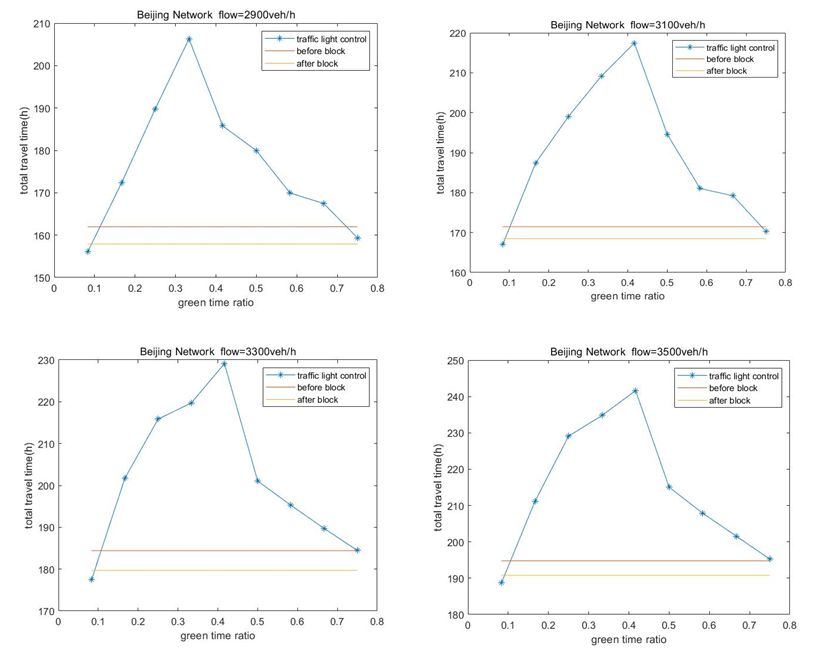 Beijing Network flow=2900veh/h
210
200
190
180
170
160
150
total travel time(h)
traffic light control
before block
after block
0 0.1 0.2 0.3 0.4 0.5 0.6 0.7 0.8
green time ratio
Beijing Network flow=3100veh/h
220
210
200
190
180
170
160
total travel time(h)
traffic light control
before block
after block
0 0.1 0.2 0.3 0.4 0.5 0.6 0.7 0.8
green time ratio
Beijing Network flow=3300veh/h
230
220
210
200
190
180
170
total travel time(h)
traffic light control
before block
after block
0 0.1 0.2 0.3 0.4 0.5 0.6 0.7 0.8
green time ratio
Beijing Network flow=3500veh/h
250
240
230
220
210
200
190
180
total travel time(h)
traffic light control
before block
after block
0 0.1 0.2 0.3 0.4 0.5 0.6 0.7 0.8
green time ratio